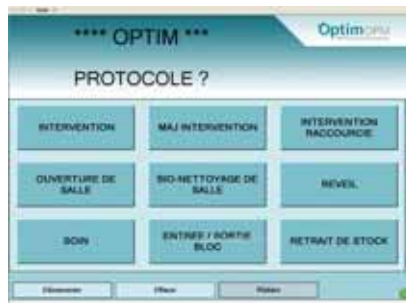 **** OPTIM ***
Optim
PROTOCOLE ?
INTERVENTION
MAJ INTERVENTION
INTERVENTION
RACCOURCIE
OUVERTURE DE
SALLE
BIO-NETTOYAGE DE
SALLE
REVEIL
SOIN
ENTREE / SORTIE
BLOC
RETRAIT DE STOCK